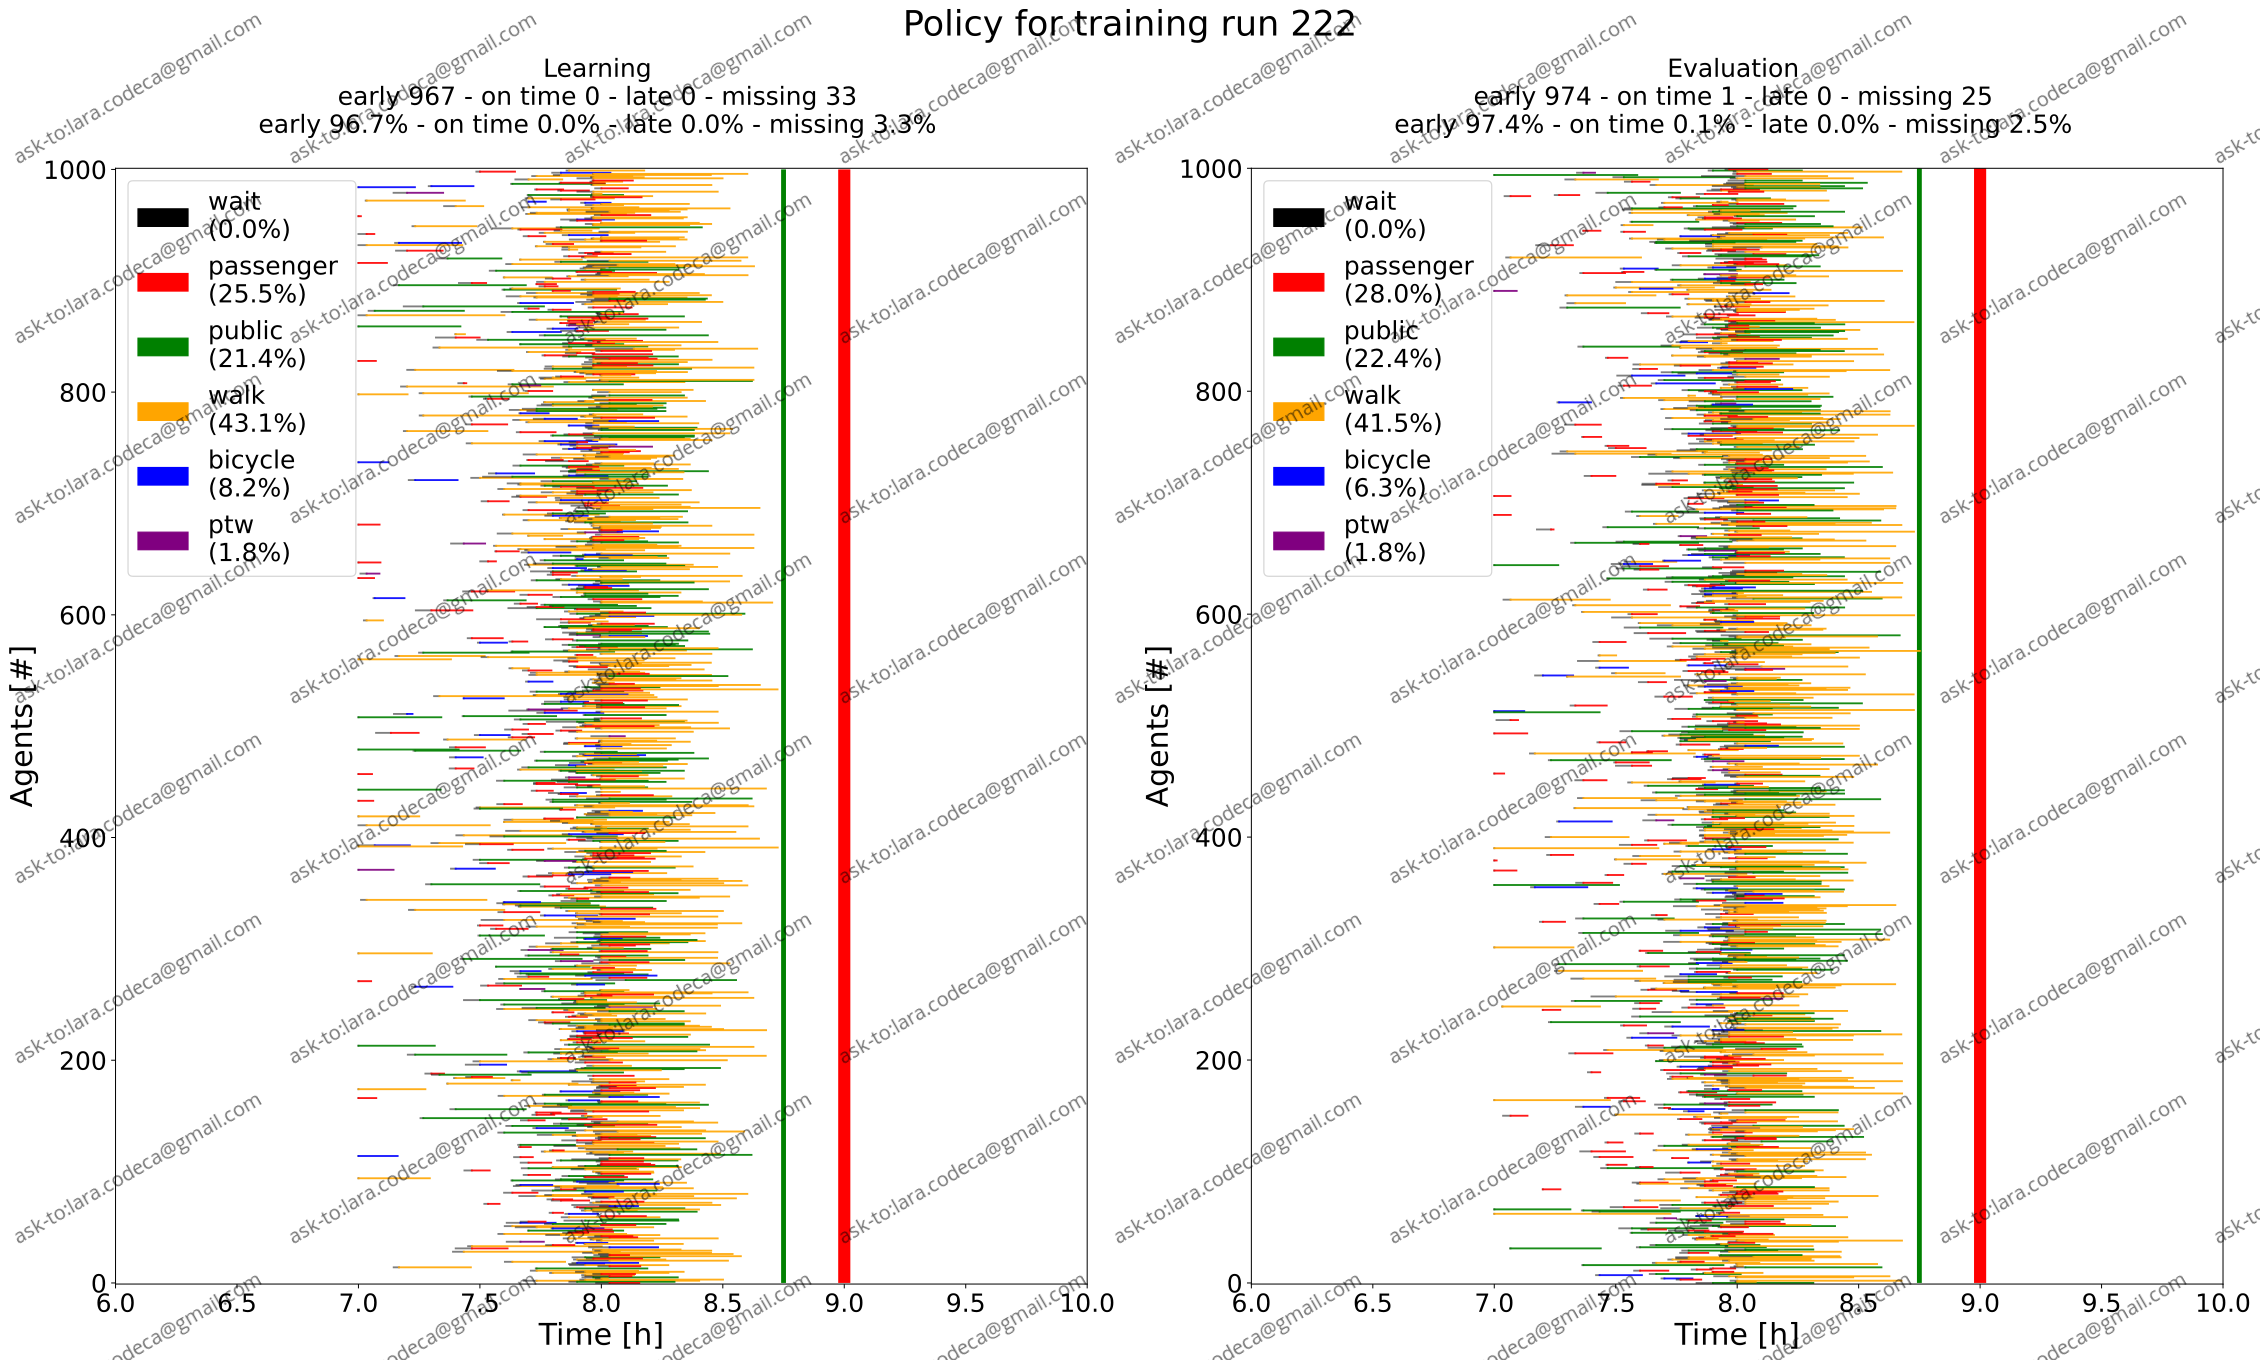 Policy for training run 222
Learning
early 967 - on time 0 - late 0 - missing 33
early 96.7% - on time 0.0% - late 0.0% - missing 3.3%
Agents [#]
1000
800
600
400
200
0
wait
(0.0%)
passenger
(25.5%)
public
(21.4%)
walk
(43.1%)
bicycle
(8.2%)
ptw
(1.8%)
6.0 6.5 7.0 7.5 8.0 8.5 9.0 9.5 10.0
Time [h]
Evaluation
early 974 - on time 1 - late 0 - missing 25
early 97.4% - on time 0.1% - late 0.0% - missing 2.5%
Agents [#]
1000
800
600
400
200
0
wait
(0.0%)
passenger
(28.0%)
public
(22.4%)
walk
(41.5%)
bicycle
(6.3%)
ptw
(1.8%)
6.0 6.5 7.0 7.5 8.0 8.5 9.0 9.5 10.0
Time [h]
ask-to:lara.codeca@gmail.com